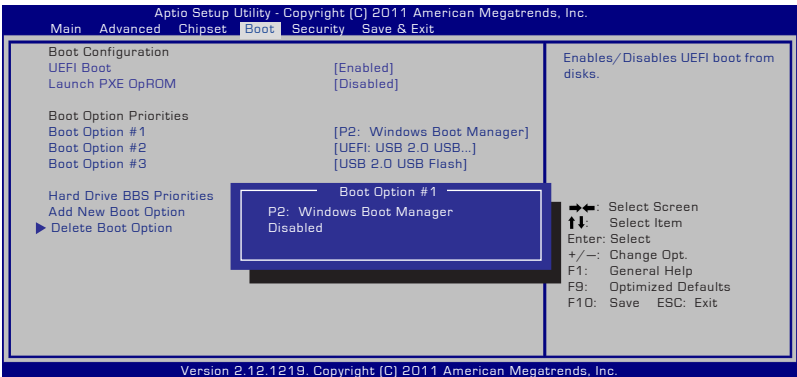 Aptio Setup Utility - Copyright (C) 2011 American Megatrends, Inc.
Main Advanced Chipset Boot Security Save & Exit
Boot Configuration
UEFI Boot [Enabled]
Launch PXE OpROM [Disabled]
Boot Option Priorities
Boot Option #1 [P2: Windows Boot Manager]
Boot Option #2 [UEFI: USB 2.0 USB...]
Boot Option #3 [USB 2.0 USB Flash]
Hard Drive BBS Priorities
Add New Boot Option
Delete Boot Option
Boot Option #1
P2: Windows Boot Manager
Disabled
Enables/Disables UEFI boot from
disks.
→←: Select Screen
↑↓: Select Item
Enter: Select
+/—: Change Opt.
F1: General Help
F9: Optimized Defaults
F10: Save ESC: Exit
Version 2.12.1219. Copyright (C) 2011 American Megatrends, Inc.